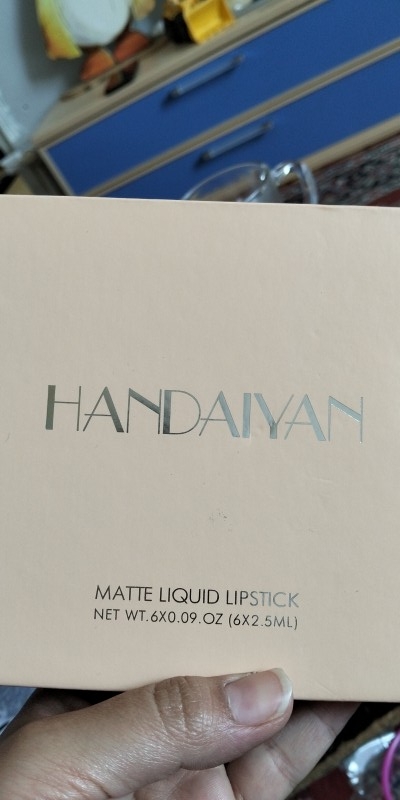 HANDAIYAN
MATTE LIQUID LIPSTICK
NET WT.6X0.09.OZ (6X2.5ML)